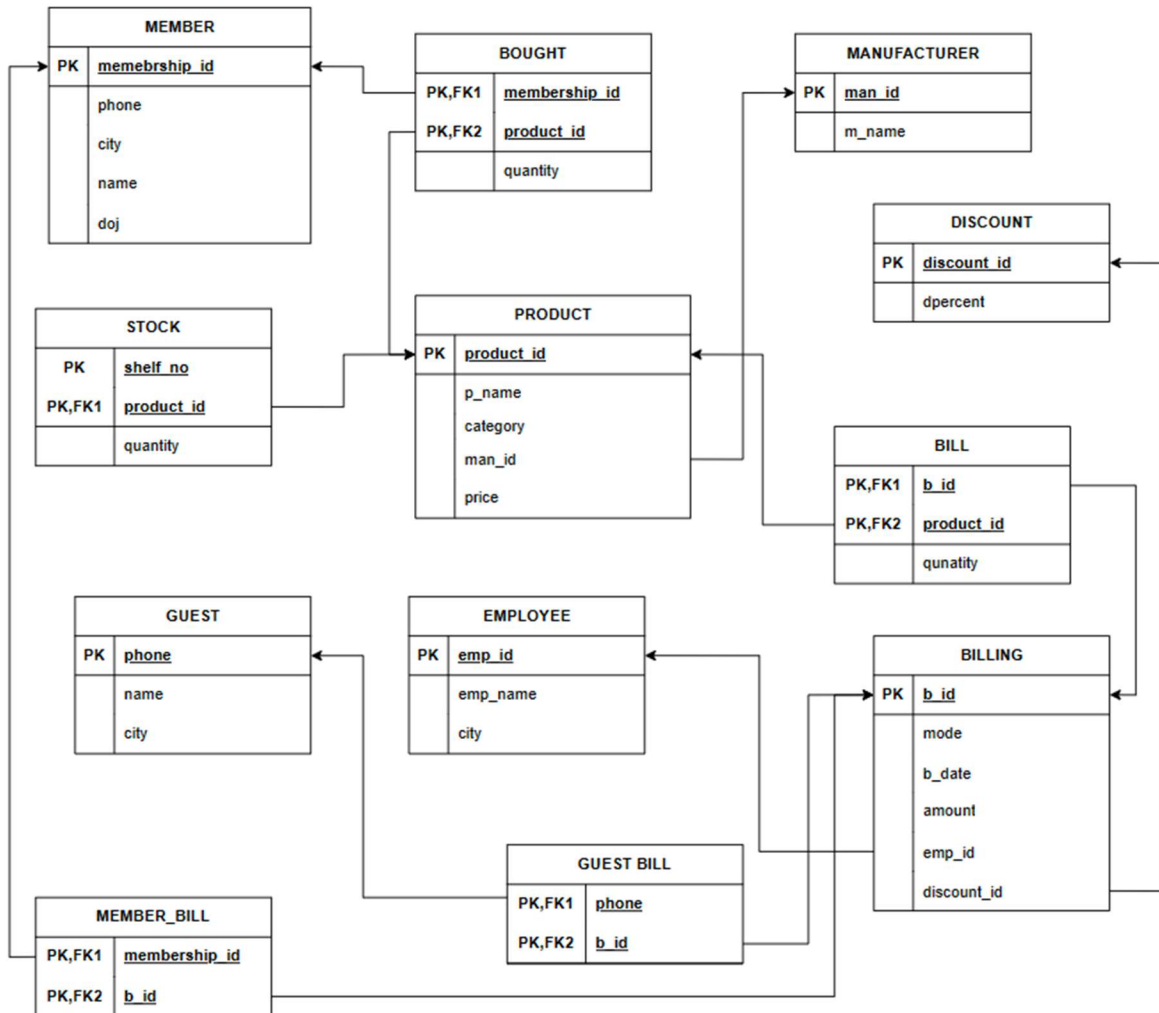 MEMBER
PK memebrship_id
phone
city
name
doj
BOUGHT
PK,FK1 membership_id
PK,FK2 product_id
quantity
MANUFACTURER
PK man_id
m_name
DISCOUNT
PK discount_id
dpercent
STOCK
PK shelf_no
PK,FK1 product_id
quantity
PRODUCT
PK product_id
p_name
category
man_id
price
BILL
PK,FK1 b_id
PK,FK2 product_id
qunatity
GUEST
PK phone
name
city
EMPLOYEE
PK emp_id
emp_name
city
BILLING
PK b_id
mode
b_date
amount
emp_id
discount_id
GUEST BILL
PK,FK1 phone
PK,FK2 b_id
MEMBER_BILL
PK,FK1 membership_id
PK,FK2 b_id